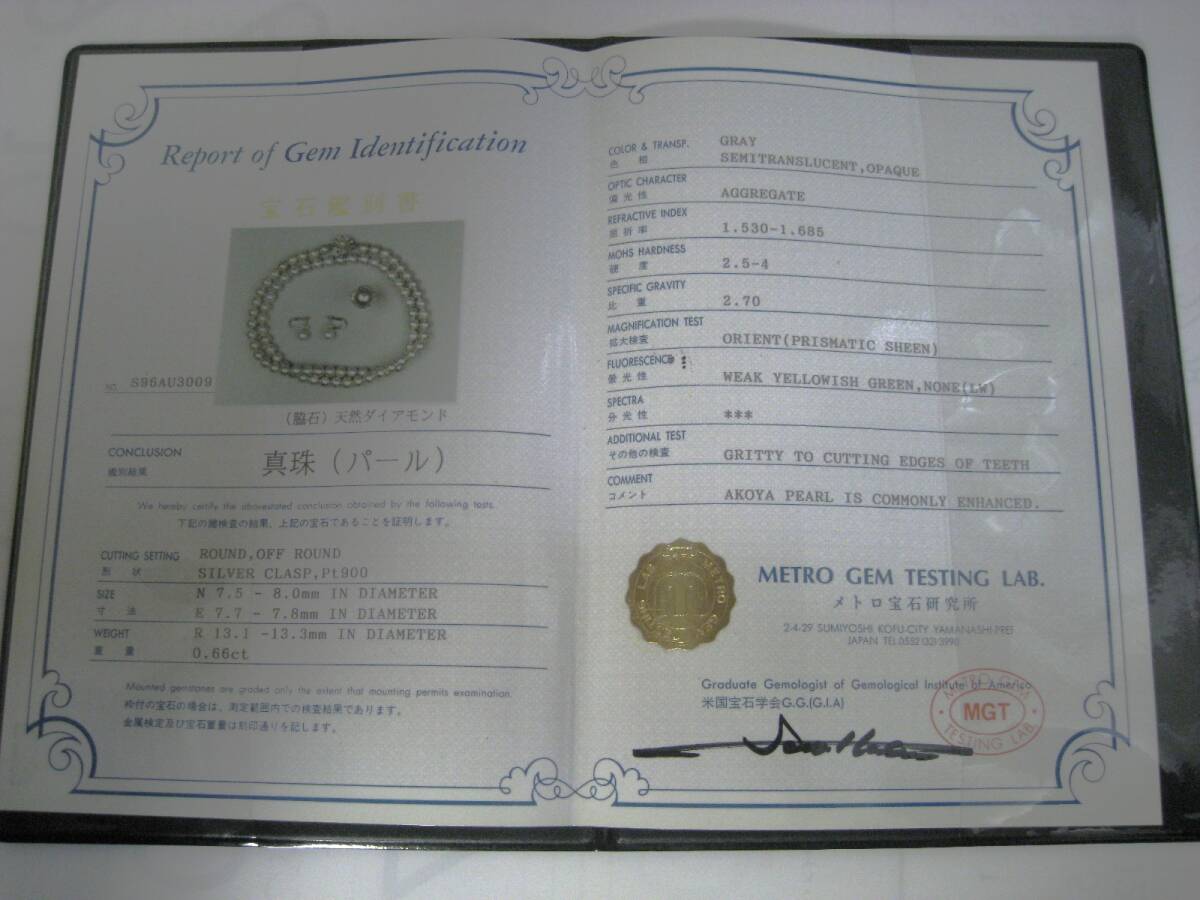 Report of Gem Identification
宝石鑑別書
NO. S96AU3009
(脇石) 天然ダイアモンド
CONCLUSION
鑑別結果
真珠 (パール)
We hereby certify the abovestated conclusion obtained by the following tests.
下記の鑑検査の結果、上記の宝石であることを証明します。
CUTTING SETTING ROUND,OFF ROUND
形 状 SILVER CLASP,Pt900
SIZE N 7.5 - 8.0mm IN DIAMETER
寸 法 E 7.7 - 7.8mm IN DIAMETER
WEIGHT R 13.1 -13.3mm IN DIAMETER
重 量 0.66ct
Mounted gemstones are graded only the extent that mounting permits examination.
枠付の宝石の場合は、測定範囲内での検査結果であります。
金属検定及び宝石重量は刻印通りを記します。
COLOR & TRANSP. GRAY
色 相 SEMITRANSLUCENT,OPAQUE
OPTIC CHARACTER
偏光性 AGGREGATE
REFRACTIVE INDEX
屈折率 1.530-1.685
MOHS HARDNESS
硬 度 2.5-4
SPECIFIC GRAVITY
比 重 2.70
MAGNIFICATION TEST
拡大検査 ORIENT(PRISMATIC SHEEN)
FLUORESCENCE :
螢光性 WEAK YELLOWISH GREEN,NONE(LW)
SPECTRA
分光性 ***
ADDITIONAL TEST
その他の検査 GRITTY TO CUTTING EDGES OF TEETH
COMMENT
コメント AKOYA PEARL IS COMMONLY ENHANCED.
METRO GEM TESTING LAB.
メトロ宝石研究所
2-4-29 SUMIYOSHI KOFU-CITY YAMANASHI-PREF
JAPAN TEL.0552(32)3990
Graduate Gemologist of Gemological Institute of America
米国宝石学会G.G.(G.I.A)
METRO GEM
MGT
TESTING LAB.